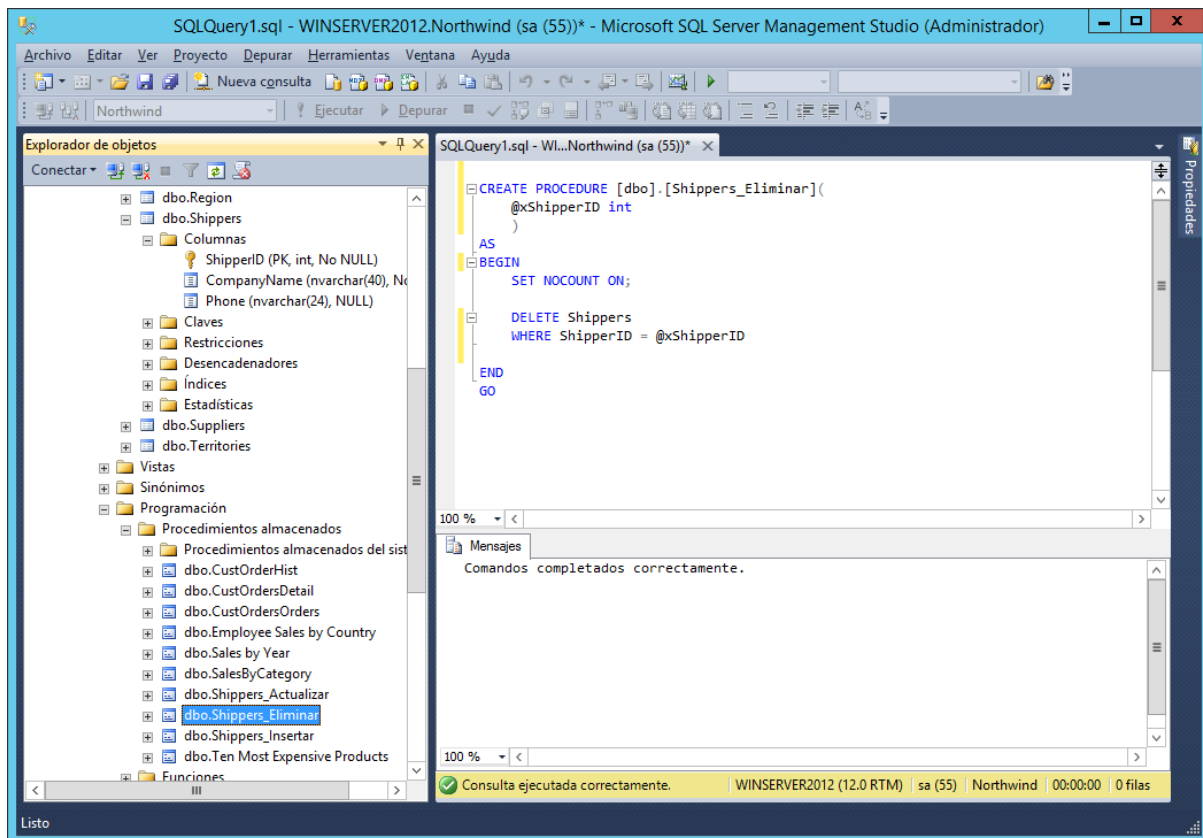 SQLQuery1.sql - WINSERVER2012.Northwind (sa (55))* - Microsoft SQL Server Management Studio (Administrador)
Archivo Editar Ver Proyecto Depurar Herramientas Ventana Ayuda
Nueva consulta
Northwind Ejecutar Depurar
Explorador de objetos
Conectar
dbo.Region
dbo.Shippers
Columnas
ShipperID (PK, int, No NULL)
CompanyName (nvarchar(40), No
Phone (nvarchar(24), NULL)
Claves
Restricciones
Desencadenadores
Índices
Estadísticas
dbo.Suppliers
dbo.Territories
Vistas
Sinónimos
Programación
Procedimientos almacenados
Procedimientos almacenados del sist
dbo.CustOrderHist
dbo.CustOrdersDetail
dbo.CustOrdersOrders
dbo.Employee Sales by Country
dbo.Sales by Year
dbo.SalesByCategory
dbo.Shippers_Actualizar
dbo.Shippers_Eliminar
dbo.Shippers_Insertar
dbo.Ten Most Expensive Products
Funciones
SQLQuery1.sql - WI...Northwind (sa (55))*
CREATE PROCEDURE [dbo].[Shippers_Eliminar](
@xShipperID int
)
AS
BEGIN
SET NOCOUNT ON;
DELETE Shippers
WHERE ShipperID = @xShipperID
END
GO
100 %
Mensajes
Comandos completados correctamente.
100 %
Consulta ejecutada correctamente. WINSERVER2012 (12.0 RTM) sa (55) Northwind 00:00:00 0 filas
Propiedades
Listo